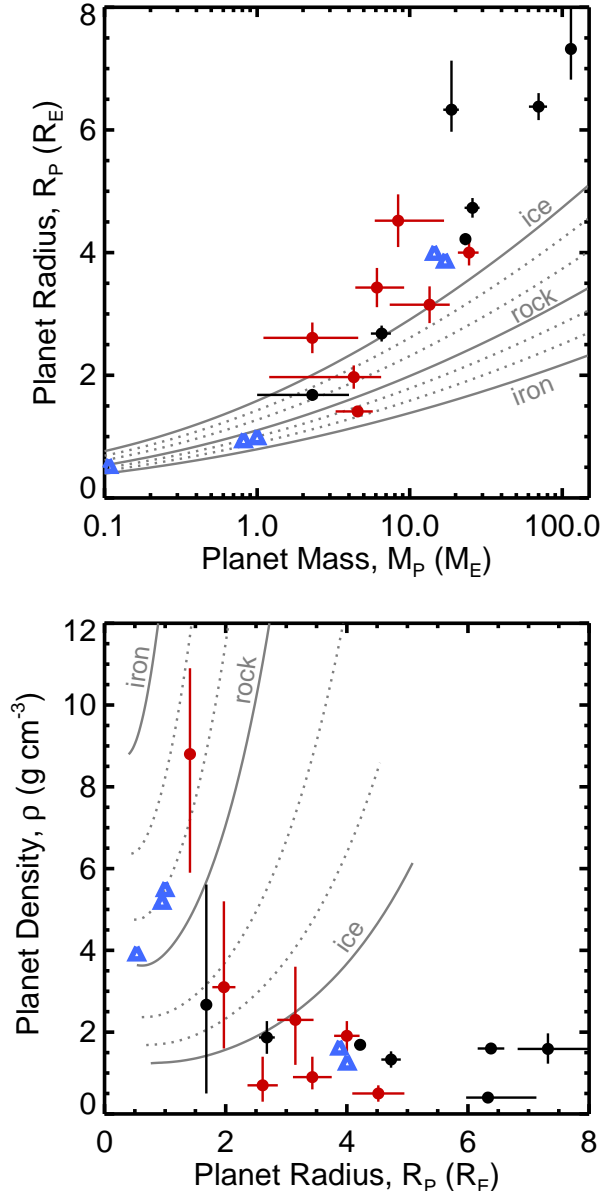 8
6
4
2
0
Planet Radius, R_P (R_E)
ice
rock
iron
0.1 1.0 10.0 100.0
Planet Mass, M_P (M_E)
12
10
8
6
4
2
0
Planet Density, ρ (g cm⁻³)
iron
rock
ice
0 2 4 6 8
Planet Radius, R_P (R_E)